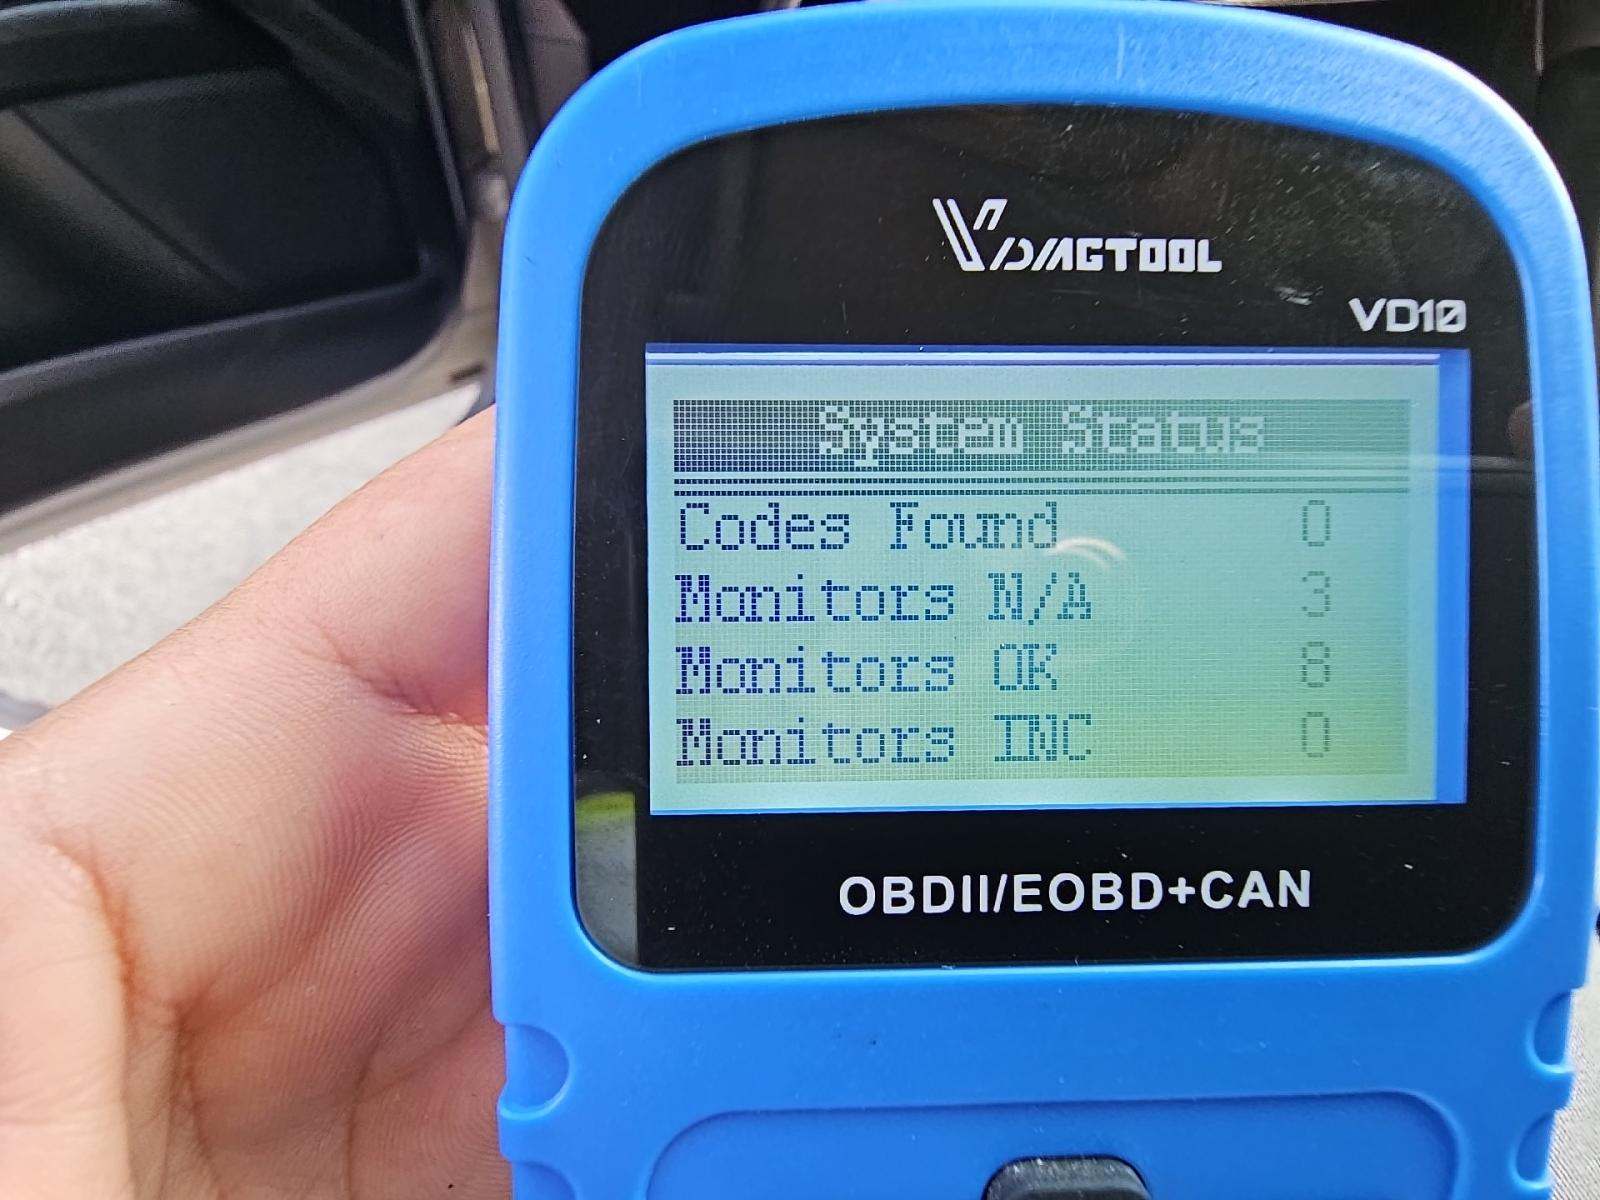 VDIAGTOOL
VD10
System Status
Codes Found 0
Monitors N/A 3
Monitors OK 8
Monitors INC 0
OBDII/EOBD+CAN